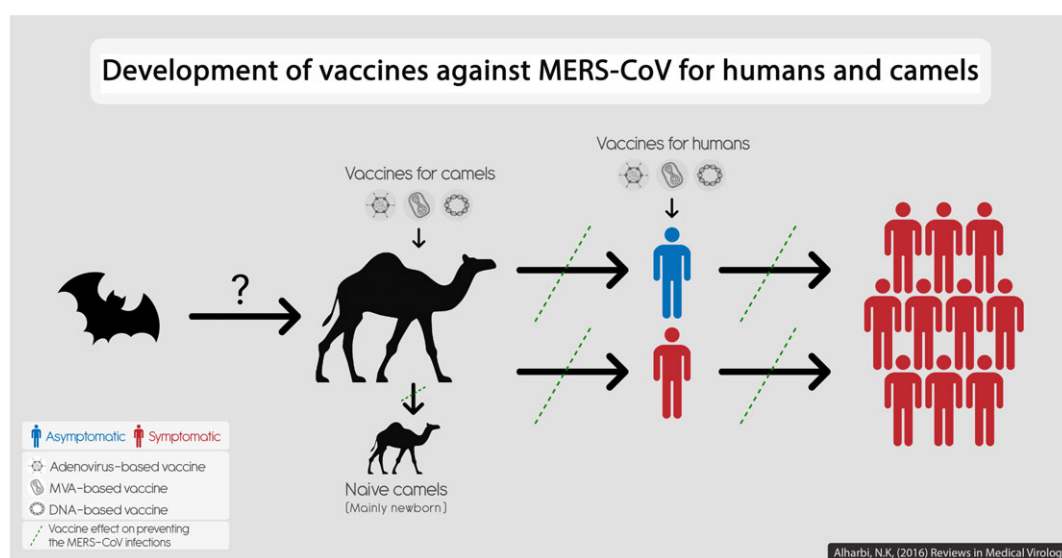 Development of vaccines against MERS-CoV for humans and camels
Vaccines for humans
Vaccines for camels
?
Naive camels
(Mainly newborn)
Asymptomatic Symptomatic
Adenovirus-based vaccine
MVA-based vaccine
DNA-based vaccine
Vaccine effect on preventing
the MERS-CoV infections
Alharbi, N.K, (2016) Reviews in Medical Virology